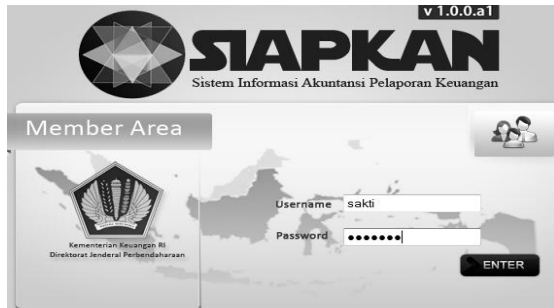 v 1.0.0.a1
SIAPKAN
Sistem Informasi Akuntansi Pelaporan Keuangan
Member Area
Username sakti
Password •••••••
Kementerian Keuangan RI
Direktorat Jenderal Perbendaharaan
ENTER